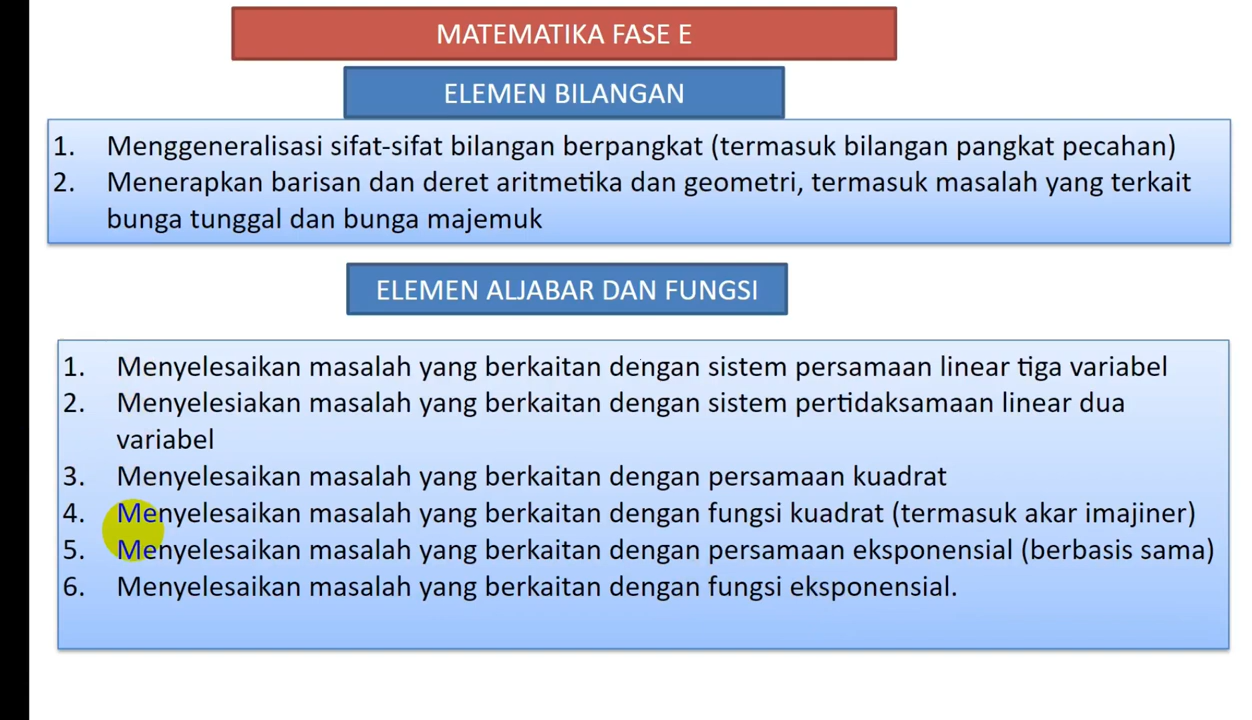 MATEMATIKA FASE E
ELEMEN BILANGAN
1. Menggeneralisasi sifat-sifat bilangan berpangkat (termasuk bilangan pangkat pecahan)
2. Menerapkan barisan dan deret aritmetika dan geometri, termasuk masalah yang terkait
bunga tunggal dan bunga majemuk
ELEMEN ALJABAR DAN FUNGSI
1. Menyelesaikan masalah yang berkaitan dengan sistem persamaan linear tiga variabel
2. Menyelesiakan masalah yang berkaitan dengan sistem pertidaksamaan linear dua
variabel
3. Menyelesaikan masalah yang berkaitan dengan persamaan kuadrat
4. Menyelesaikan masalah yang berkaitan dengan fungsi kuadrat (termasuk akar imajiner)
5. Menyelesaikan masalah yang berkaitan dengan persamaan eksponensial (berbasis sama)
6. Menyelesaikan masalah yang berkaitan dengan fungsi eksponensial.